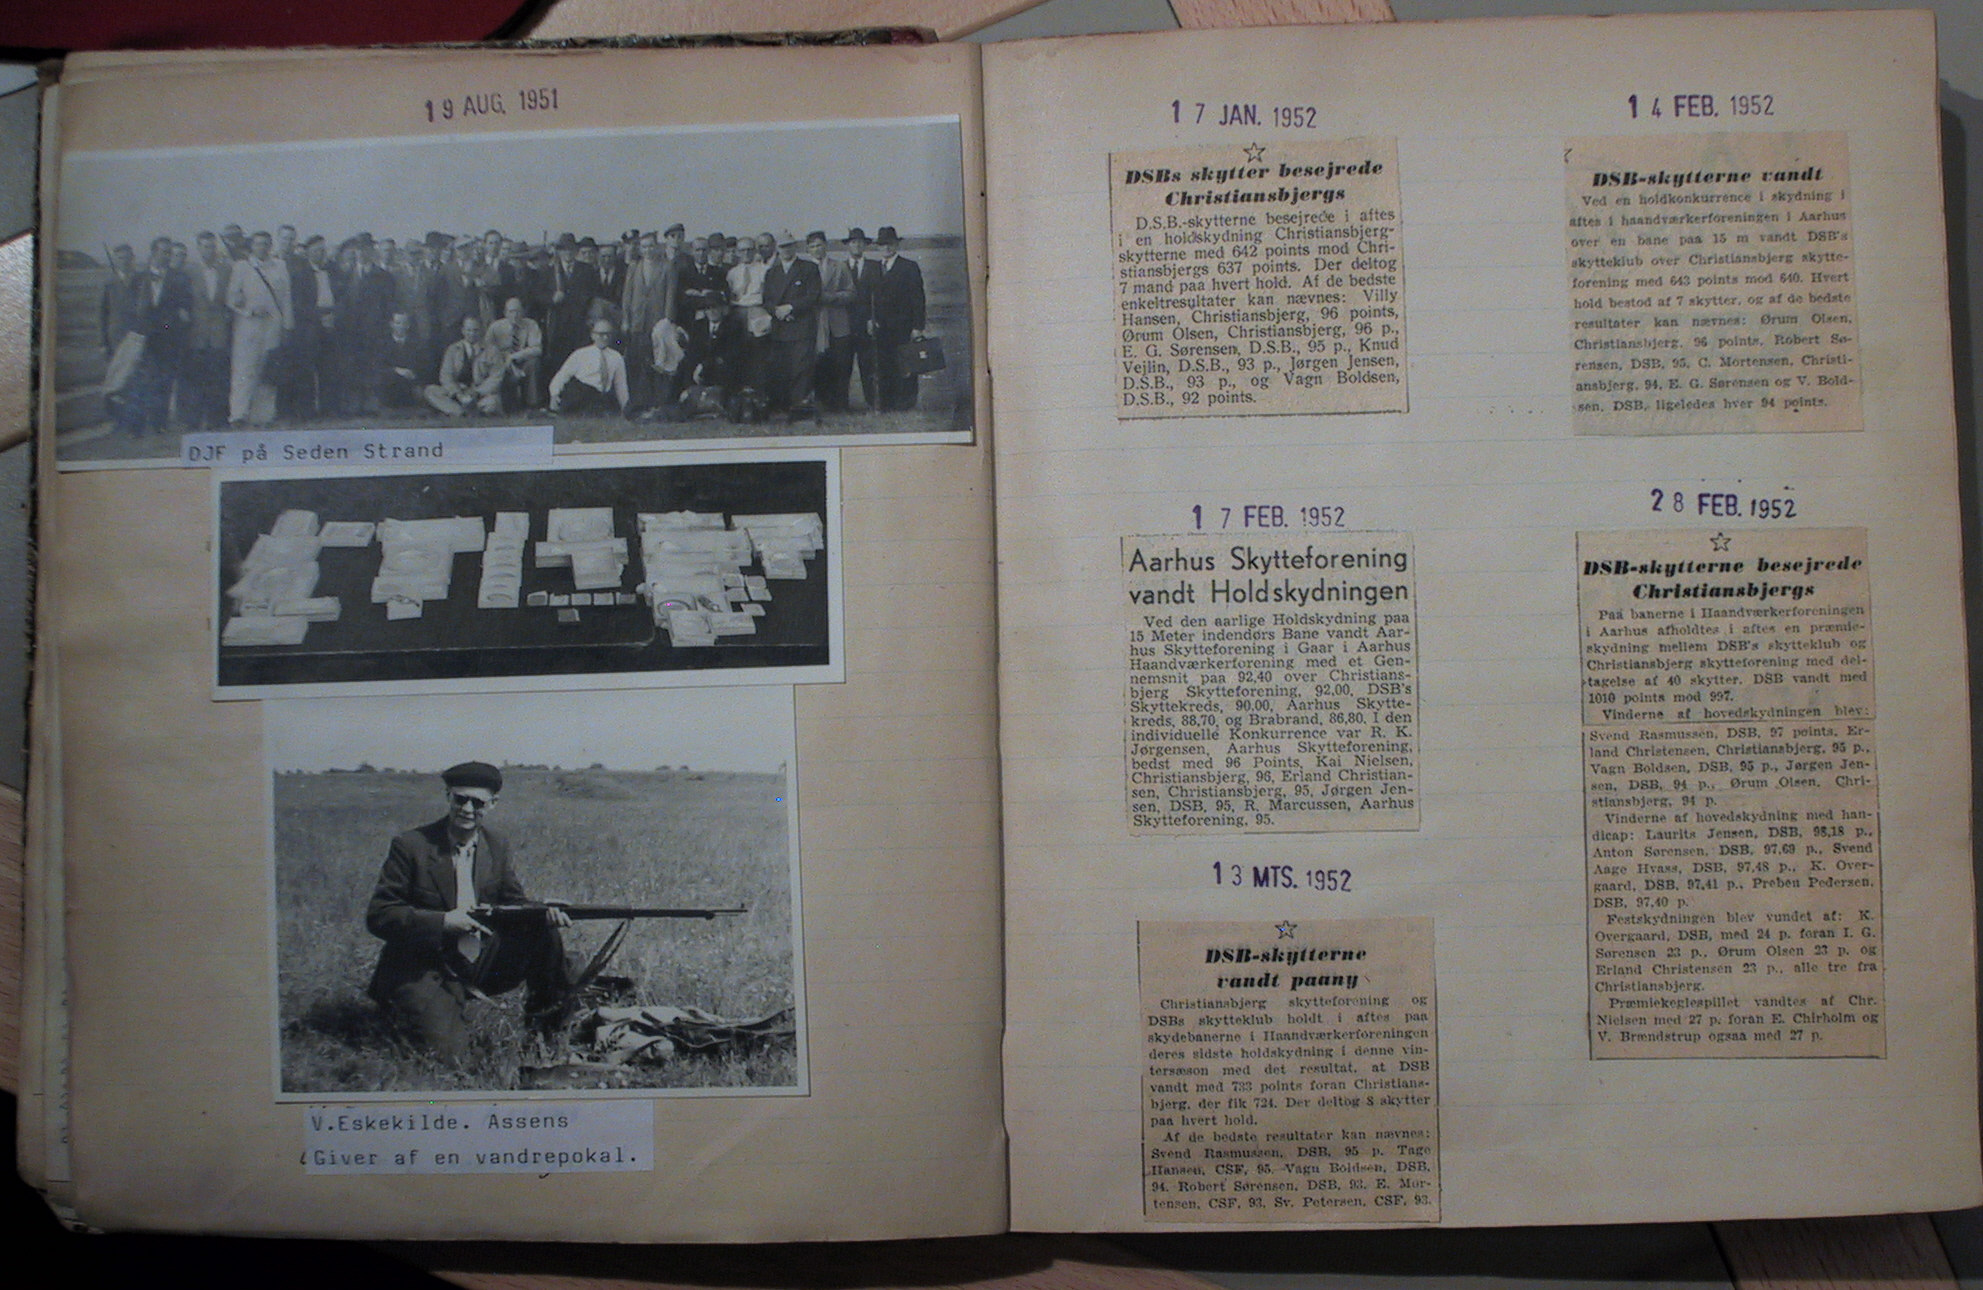 19 AUG. 1951
DJF på Seden Strand
V.Eskekilde. Assens
Giver af en vandrepokal.
17 JAN. 1952
DSBs skytter besejrede
Christiansbjergs
D.S.B.-skytterne besejrede i aftes
i en holdskydning Christiansbjerg-
skytterne med 642 points mod Chri-
stiansbjergs 637 points. Der deltog
7 mand paa hvert hold. Af de bedste
enkeltresultater kan nævnes: Villy
Hansen, Christiansbjerg, 96 points,
Ørum Olsen, Christiansbjerg, 96 p.,
E. G. Sørensen, D.S.B., 95 p., Knud
Vejlin, D.S.B., 93 p., Jørgen Jensen,
D.S.B., 93 p., og Vagn Boldsen,
D.S.B., 92 points.
17 FEB. 1952
Aarhus Skytteforening
vandt Holdskydningen
Ved den aarlige Holdskydning paa
15 Meter indendørs Bane vandt Aar-
hus Skytteforening i Gaar i Aarhus
Haandværkerforening med et Gen-
nemsnit paa 92,40 over Christians-
bjerg Skytteforening, 92,00, DSB's
Skyttekreds, 90,00, Aarhus Skytte-
kreds, 88,70, og Brabrand, 86,80. I den
individuelle Konkurrence var R. K.
Jørgensen, Aarhus Skytteforening,
bedst med 96 Points, Kai Nielsen,
Christiansbjerg, 96, Erland Christian-
sen, Christiansbjerg, 95, Jørgen Jen-
sen, DSB, 95, R. Marcussen, Aarhus
Skytteforening, 95.
13 MTS. 1952
DSB-skytterne
vandt paany
Christiansbjerg skytteforening og
DSBs skytteklub holdt i aftes paa
skydebanerne i Haandværkerforeningen
deres sidste holdskydning i denne vin-
tersæson med det resultat, at DSB
vandt med 733 points foran Christians-
bjerg, der fik 724. Der deltog 8 skytter
paa hvert hold.
Af de bedste resultater kan nævnes:
Svend Rasmussen, DSB, 95 p. Tage
Hansen, CSF, 95. Vagn Boldsen, DSB,
94. Robert Sørensen, DSB, 93. E. Mor-
tensen, CSF, 93. Sv. Petersen, CSF, 93.
14 FEB. 1952
DSB-skytterne vandt
Ved en holdkonkurrence i skydning i
aftes i haandværkerforeningen i Aarhus
over en bane paa 15 m vandt DSB's
skytteklub over Christiansbjerg skytte-
forening med 643 points mod 640. Hvert
hold bestod af 7 skytter, og af de bedste
resultater kan nævnes: Ørum Olsen,
Christiansbjerg, 96 points, Robert Sø-
rensen, DSB, 95, C. Mortensen, Christi-
ansbjerg, 94, E. G. Sørensen og V. Bold-
sen, DSB, ligeledes hver 94 points.
28 FEB. 1952
DSB-skytterne besejrede
Christiansbjergs
Paa banerne i Haandværkerforeningen
i Aarhus afholdtes i aftes en præmie-
skydning mellem DSB's skytteklub og
Christiansbjerg skytteforening med del-
tagelse af 40 skytter. DSB vandt med
1010 points mod 997.
Vinderne af hovedskydningen blev:
Svend Rasmussen, DSB, 97 points, Er-
land Christensen, Christiansbjerg, 95 p.,
Vagn Boldsen, DSB, 95 p., Jørgen Jen-
sen, DSB, 94 p., Ørum Olsen, Chri-
stiansbjerg, 94 p.
Vinderne af hovedskydning med han-
dicap: Laurits Jensen, DSB, 98,18 p.,
Anton Sørensen, DSB, 97,69 p., Svend
Aage Hvass, DSB, 97,48 p., K. Over-
gaard, DSB, 97,41 p., Preben Pedersen,
DSB, 97,40 p.
Festskydningen blev vundet af: K.
Overgaard, DSB, med 24 p. foran I. G.
Sørensen 23 p., Ørum Olsen 23 p. og
Erland Christensen 23 p., alle tre fra
Christiansbjerg.
Præmiekeglespillet vandtes af Chr.
Nielsen med 27 p. foran E. Chirholm og
V. Brændstrup ogsaa med 27 p.